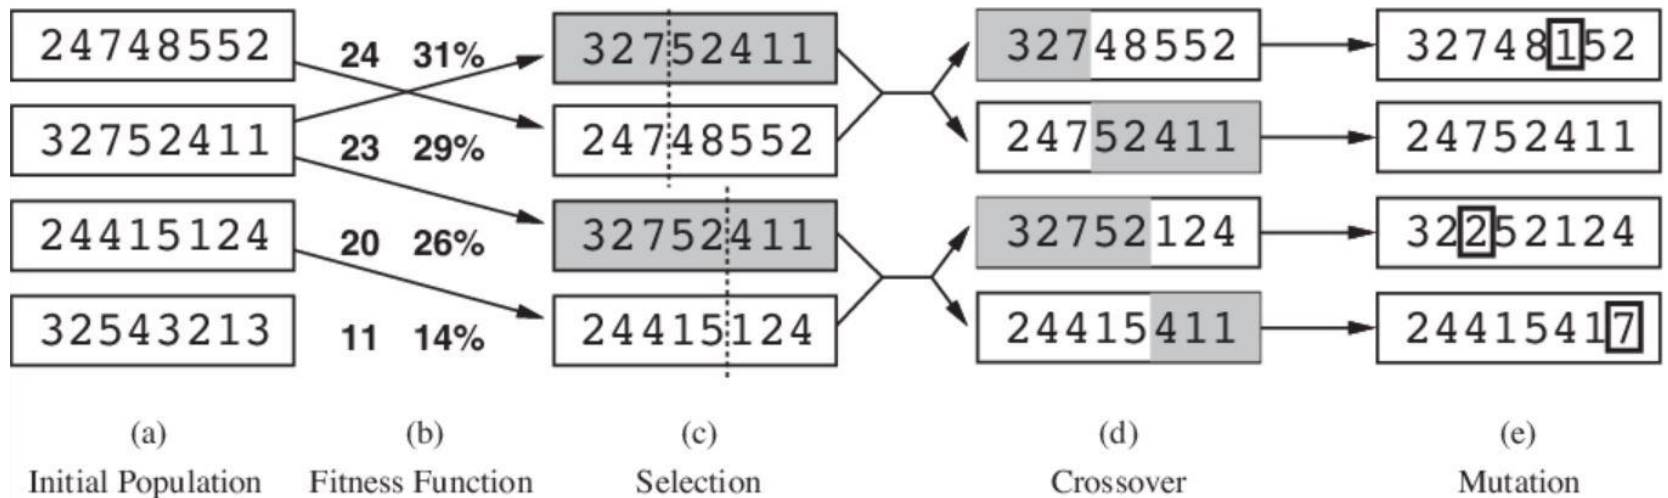 24748552 24 31% 32752411 32748552 32748152
32752411 23 29% 24748552 24752411 24752411
24415124 20 26% 32752411 32752124 32252124
32543213 11 14% 24415124 24415411 24415417
(a) (b) (c) (d) (e)
Initial Population Fitness Function Selection Crossover Mutation